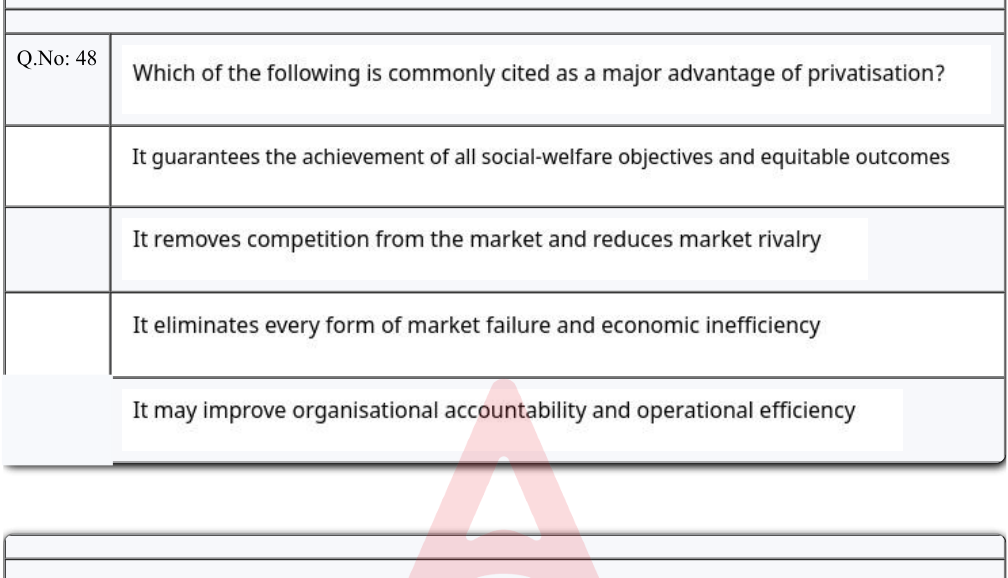 Q.No: 48
Which of the following is commonly cited as a major advantage of privatisation?
It guarantees the achievement of all social-welfare objectives and equitable outcomes
It removes competition from the market and reduces market rivalry
It eliminates every form of market failure and economic inefficiency
It may improve organisational accountability and operational efficiency